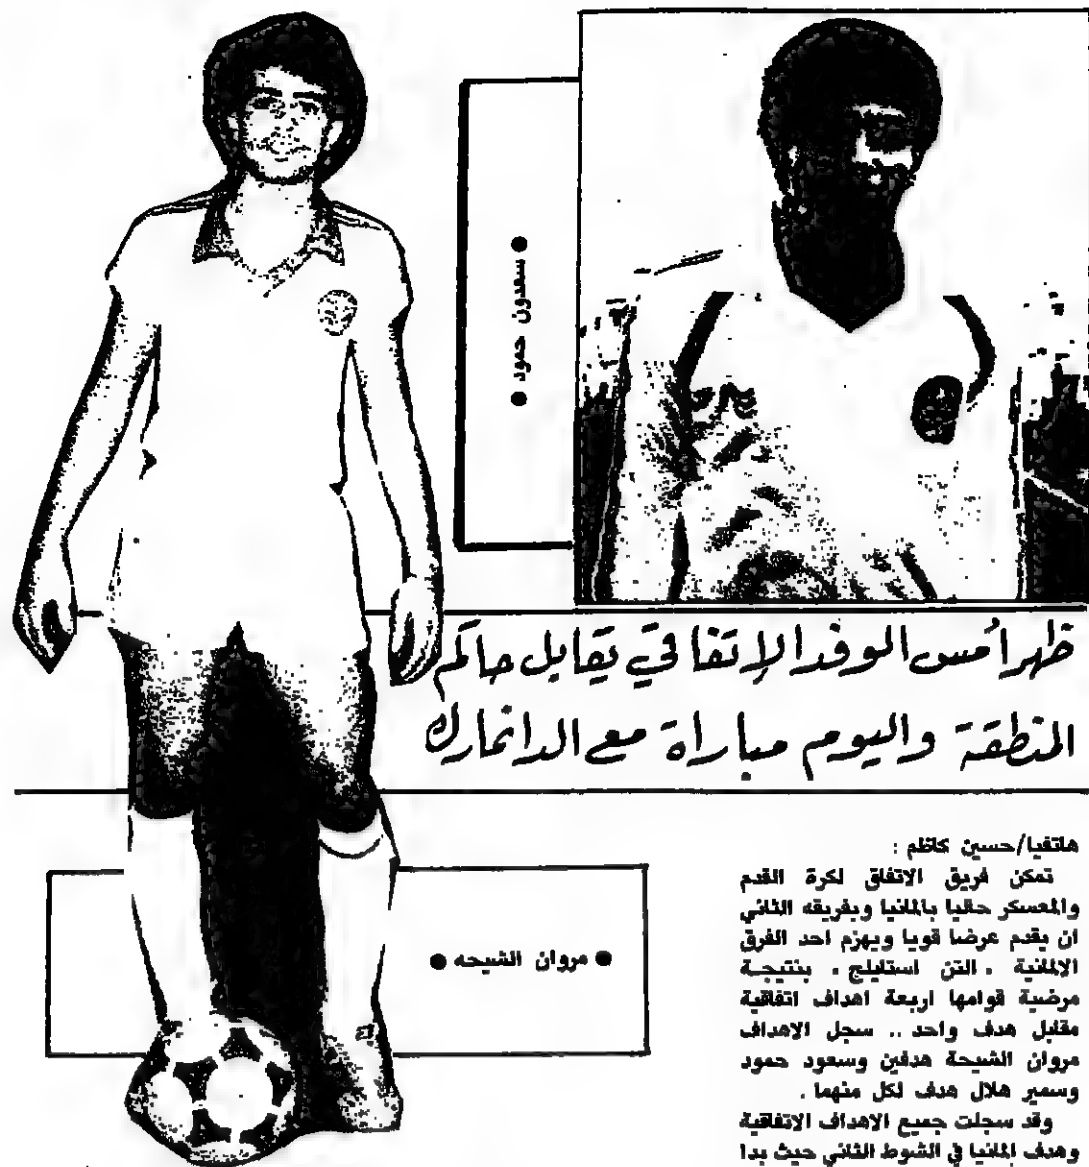 ● سعدون حمود ●
ظهر أمس الوفد الإتفاقي يقابل حاكم
المنطقة واليوم مباراة مع الدانمارك
هاتفيا/حسين كاظم :
تمكن فريق الاتفاق لكرة القدم
والمعسكر حاليا بالمانيا وبفريقه الثاني
ان يقدم عرضا قويا ويهزم احد الفرق
الالمانية . التن استايلج . بنتيجة
مرضية قوامها اربعة اهداف اتفاقية
مقابل هدف واحد .. سجل الاهداف
مروان الشيحة هدفين وسعود حمود
وسمير هلال هدف لكل منهما .
وقد سجلت جميع الاهداف الاتفاقية
وهدف المانيا في الشوط الثاني حيث بدا
● مروان الشيحه ●